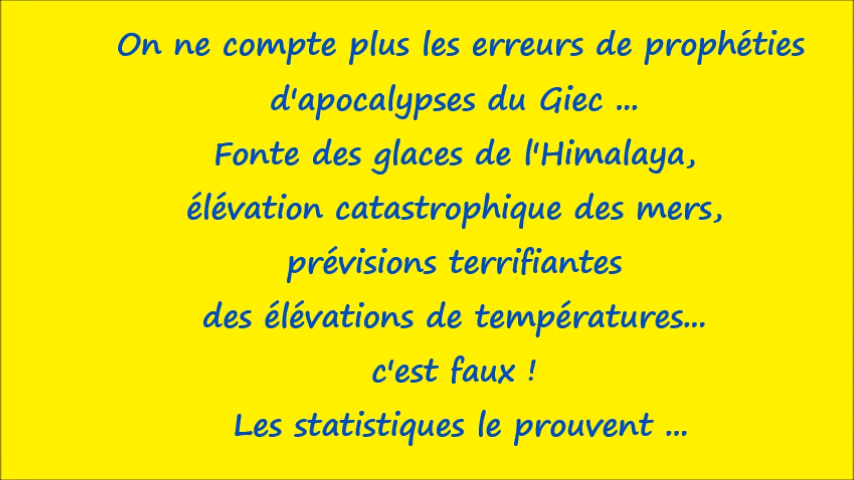 On ne compte plus les erreurs de prophéties
d'apocalypses du Giec ...
Fonte des glaces de l'Himalaya,
élévation catastrophique des mers,
prévisions terrifiantes
des élévations de températures...
c'est faux !
Les statistiques le prouvent ...